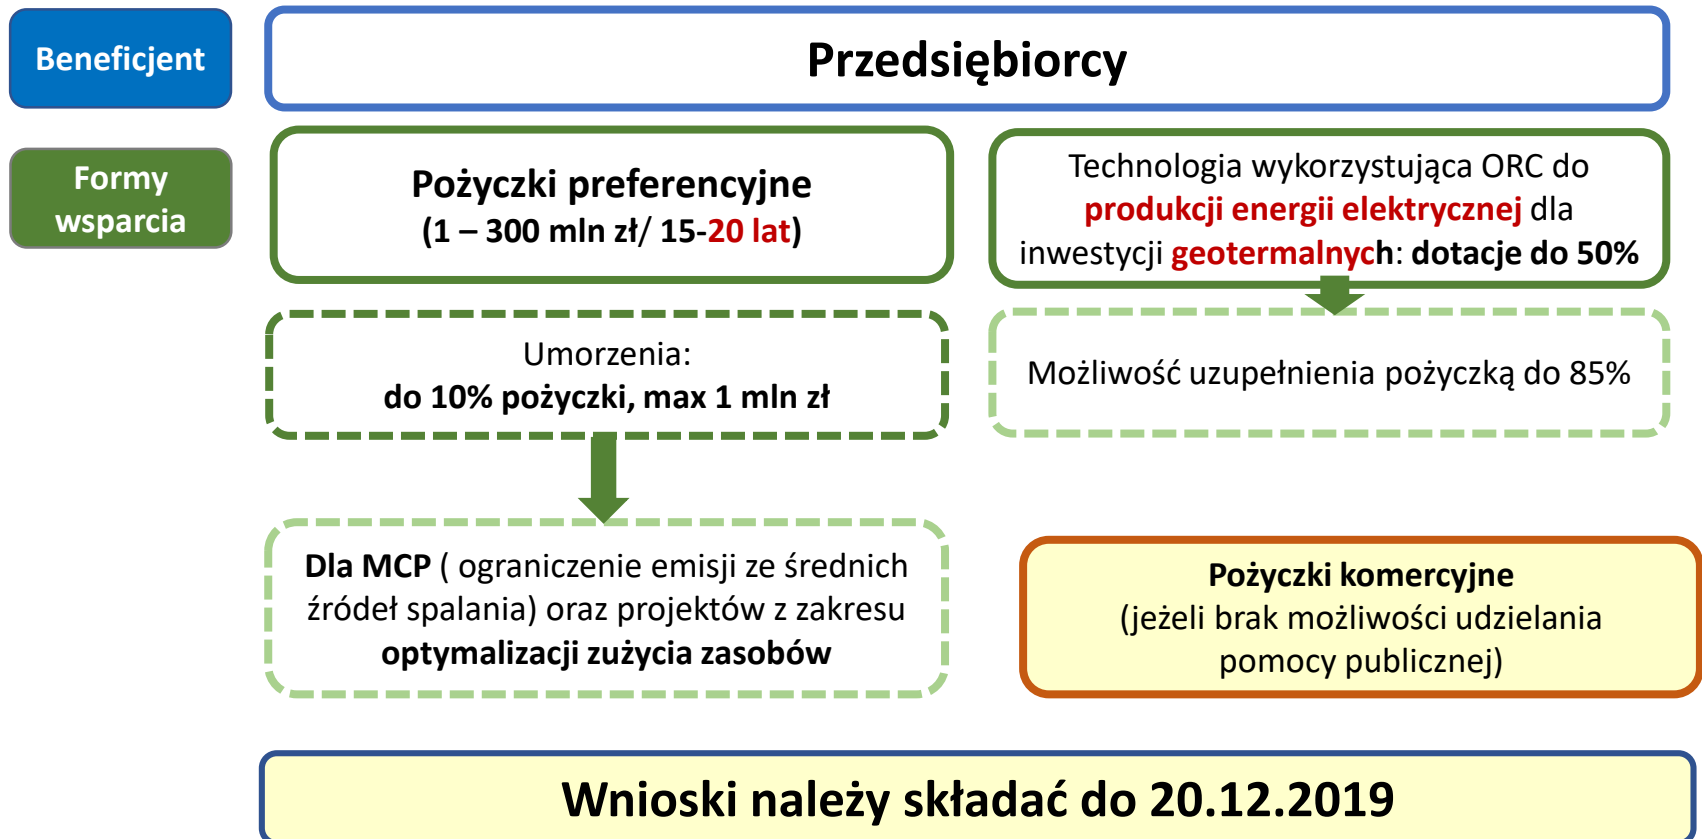 Beneficjent
Przedsiębiorcy
Formy
wsparcia
Pożyczki preferencyjne
(1 – 300 mln zł/ 15-20 lat)
Technologia wykorzystująca ORC do
produkcji energii elektrycznej dla
inwestycji geotermalnych: dotacje do 50%
Umorzenia:
do 10% pożyczki, max 1 mln zł
Możliwość uzupełnienia pożyczką do 85%
Dla MCP ( ograniczenie emisji ze średnich
źródeł spalania) oraz projektów z zakresu
optymalizacji zużycia zasobów
Pożyczki komercyjne
(jeżeli brak możliwości udzielania
pomocy publicznej)
Wnioski należy składać do 20.12.2019